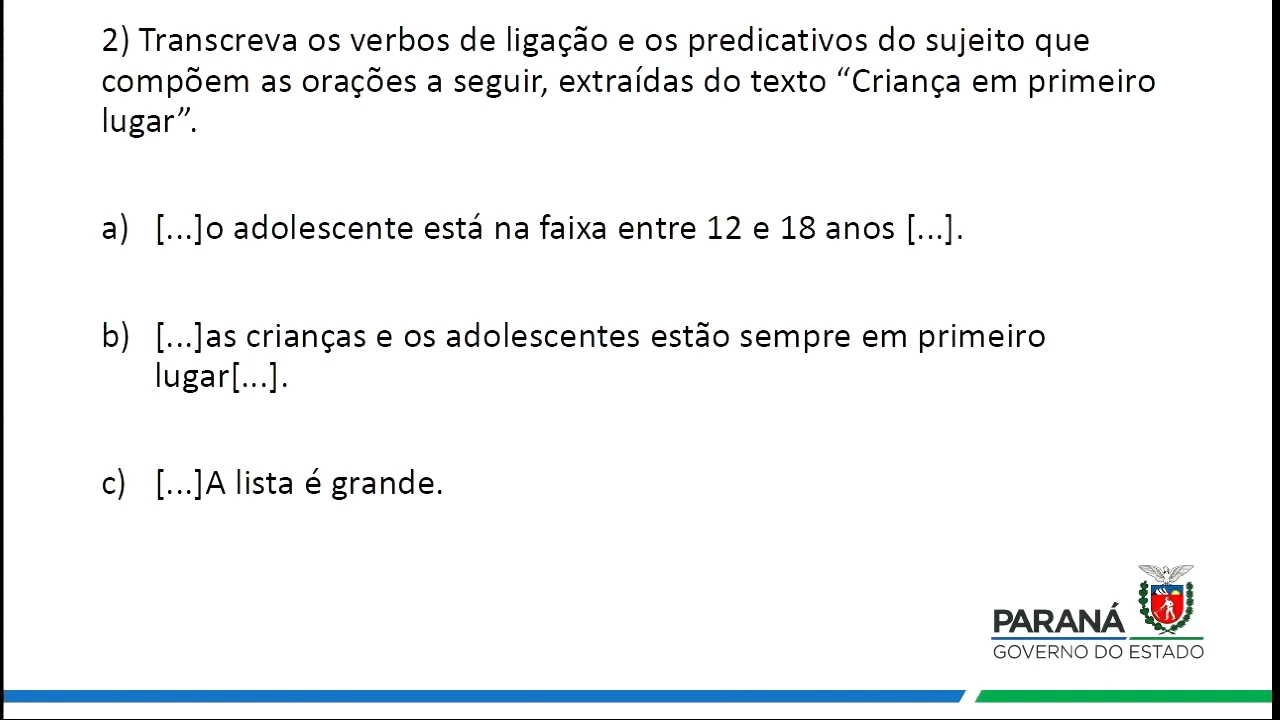 2) Transcreva os verbos de ligação e os predicativos do sujeito que
compõem as orações a seguir, extraídas do texto “Criança em primeiro
lugar”.
a) [...]o adolescente está na faixa entre 12 e 18 anos [...].
b) [...]as crianças e os adolescentes estão sempre em primeiro
lugar[...].
c) [...]A lista é grande.
PARANÁ
GOVERNO DO ESTADO